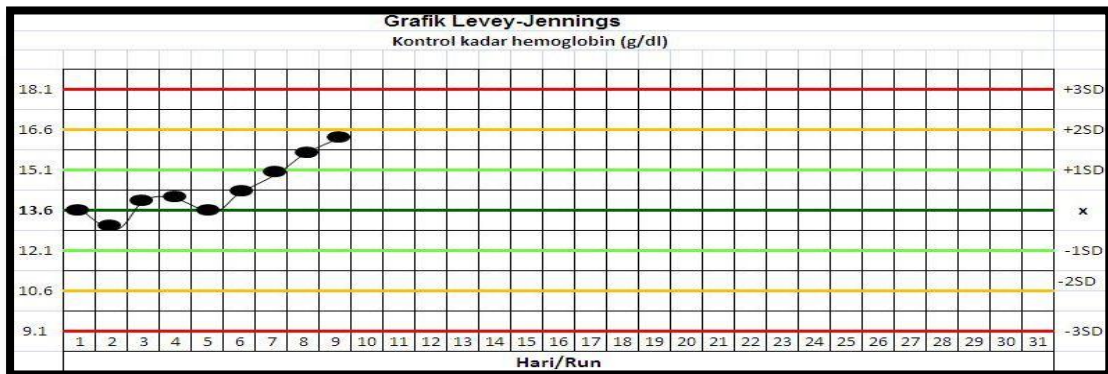 Grafik Levey-Jennings
Kontrol kadar hemoglobin (g/dl)
18.1 +3SD
16.6 +2SD
15.1 +1SD
13.6 x
12.1 -1SD
10.6 -2SD
9.1 -3SD
1 2 3 4 5 6 7 8 9 10 11 12 13 14 15 16 17 18 19 20 21 22 23 24 25 26 27 28 29 30 31
Hari/Run